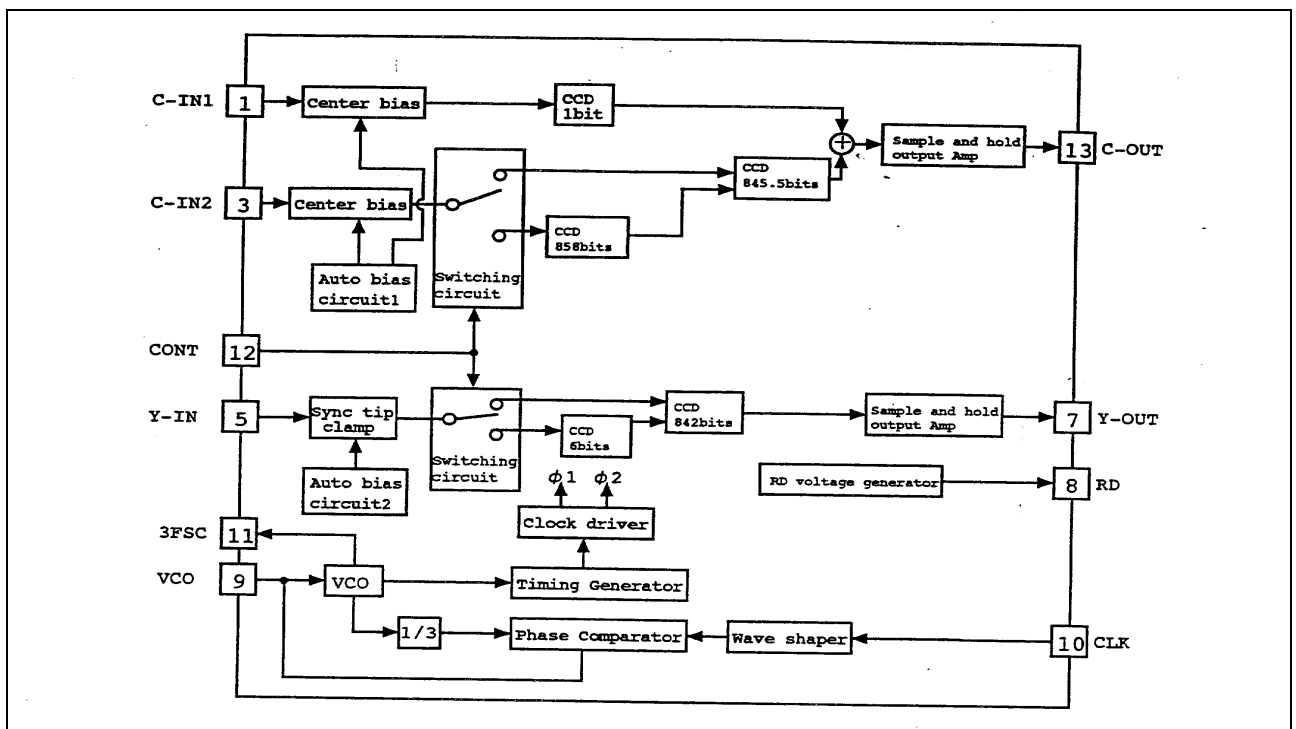 C-IN1
1
Center bias
CCD
1bit
Sample and hold
output Amp
13
C-OUT
C-IN2
3
Center bias
CCD
845.5bits
CCD
858bits
Auto bias
circuit1
Switching
circuit
CONT
12
Y-IN
5
Sync tip
clamp
CCD
842bits
CCD
6bits
Sample and hold
output Amp
7
Y-OUT
Switching
circuit
Auto bias
circuit2
ϕ1
ϕ2
RD voltage generator
8
RD
3FSC
11
Clock driver
VCO
9
VCO
Timing Generator
1/3
Phase Comparator
Wave shaper
10
CLK